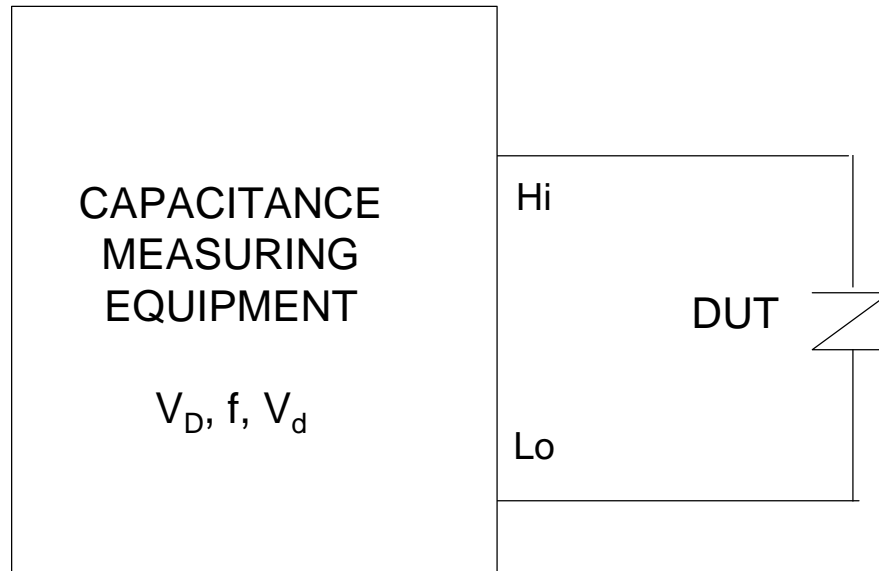 CAPACITANCE
MEASURING
EQUIPMENT
V_D, f, V_d
Hi
DUT
Lo